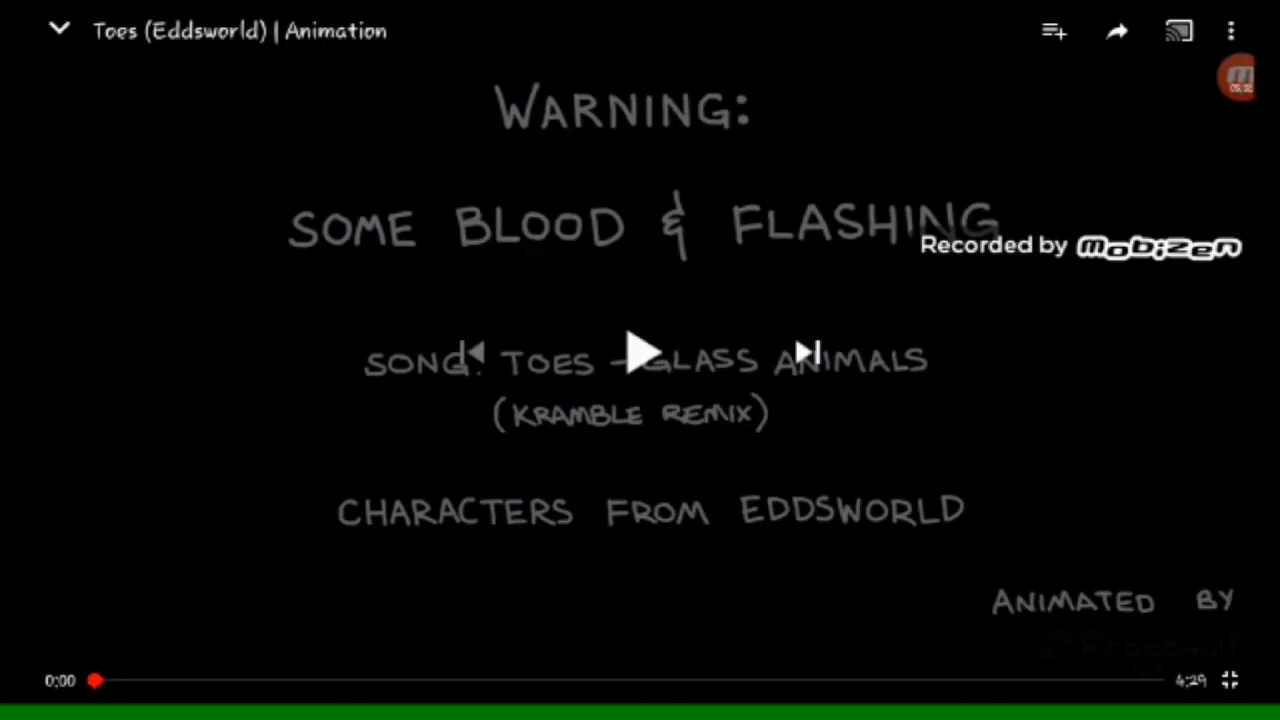 Toes (Eddsworld) | Animation
WARNING:
SOME BLOOD & FLASHING
Recorded by mobizen
SONG: TOES - GLASS ANIMALS
(KRAMBLE REMIX)
CHARACTERS FROM EDDSWORLD
ANIMATED BY
0:00
4:29